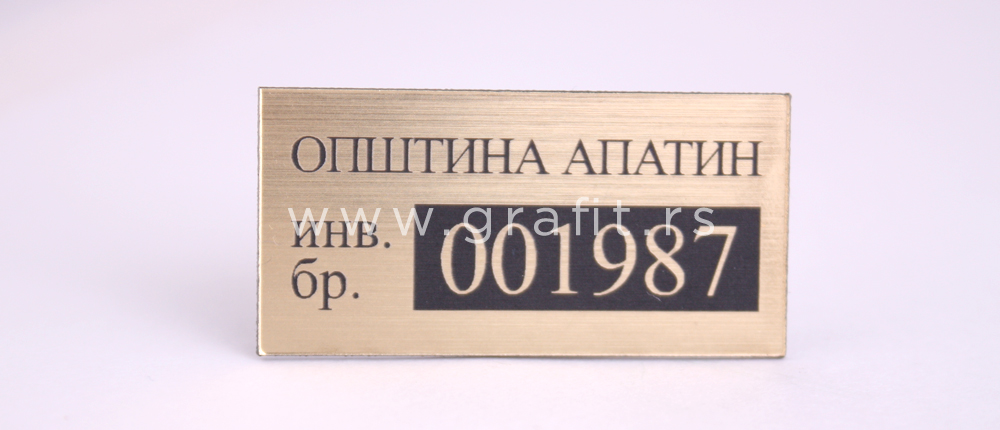 ОПШТИНА АПАТИН
www.grafit.rs
инв.
бр. 001987